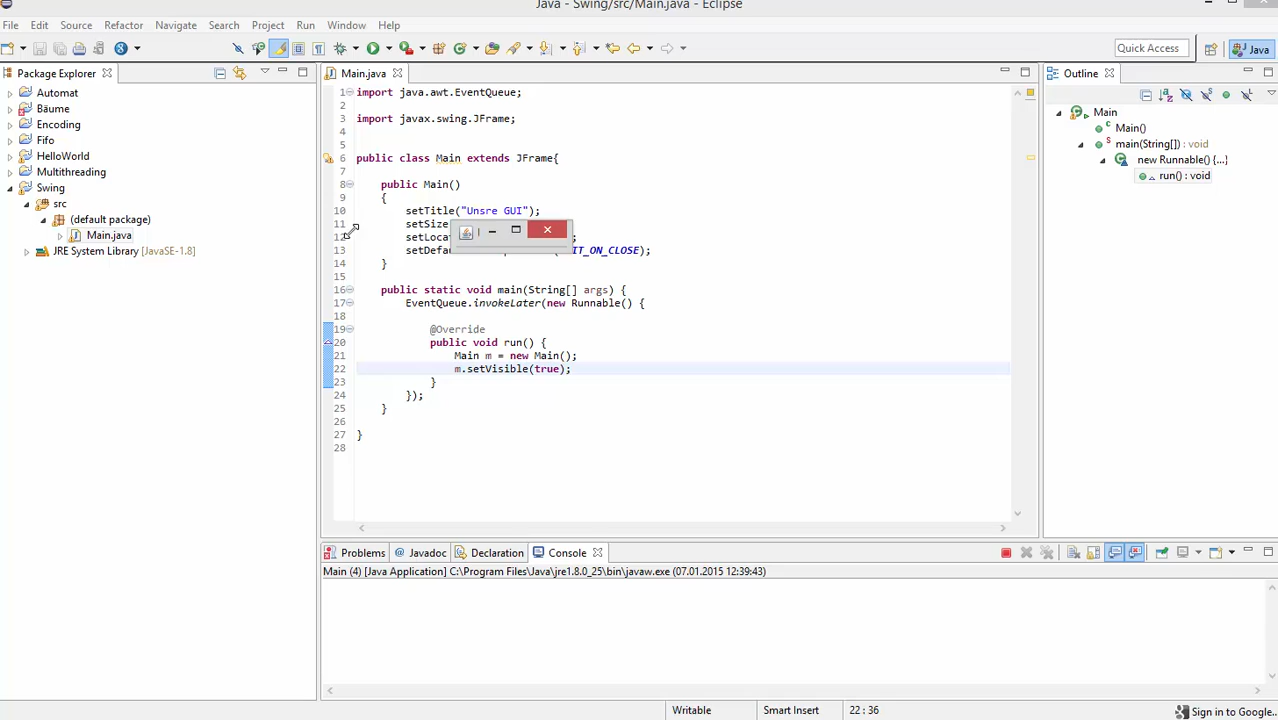 Java - Swing/src/Main.java - Eclipse
File Edit Source Refactor Navigate Search Project Run Window Help
Quick Access
Java
Package Explorer
Main.java
Outline
Automat
Bäume
Encoding
Fifo
HelloWorld
Multithreading
Swing
src
(default package)
Main.java
JRE System Library [JavaSE-1.8]
1 import java.awt.EventQueue;
2
3 import javax.swing.JFrame;
4
5
6 public class Main extends JFrame{
7
8 public Main()
9 {
10 setTitle("Unsre GUI");
11 setSize
12 setLocat ;
13 setDefau IT_ON_CLOSE);
14 }
15
16 public static void main(String[] args) {
17 EventQueue.invokeLater(new Runnable() {
18
19 @Override
20 public void run() {
21 Main m = new Main();
22 m.setVisible(true);
23 }
24 });
25 }
26
27 }
28
Main
Main()
main(String[]) : void
new Runnable() {...}
run() : void
Problems Javadoc Declaration Console
Main (4) [Java Application] C:\Program Files\Java\jre1.8.0_25\bin\javaw.exe (07.01.2015 12:39:43)
Writable Smart Insert 22 : 36 Sign in to Google...